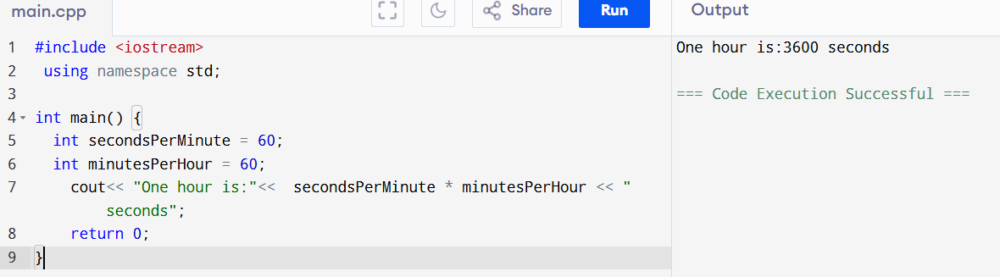 main.cpp Share Run Output
1 #include <iostream>
2 using namespace std;
3
4 int main() {
5 int secondsPerMinute = 60;
6 int minutesPerHour = 60;
7 cout<< "One hour is:"<<  secondsPerMinute * minutesPerHour << "
seconds";
8 return 0;
9 }
One hour is:3600 seconds
=== Code Execution Successful ===